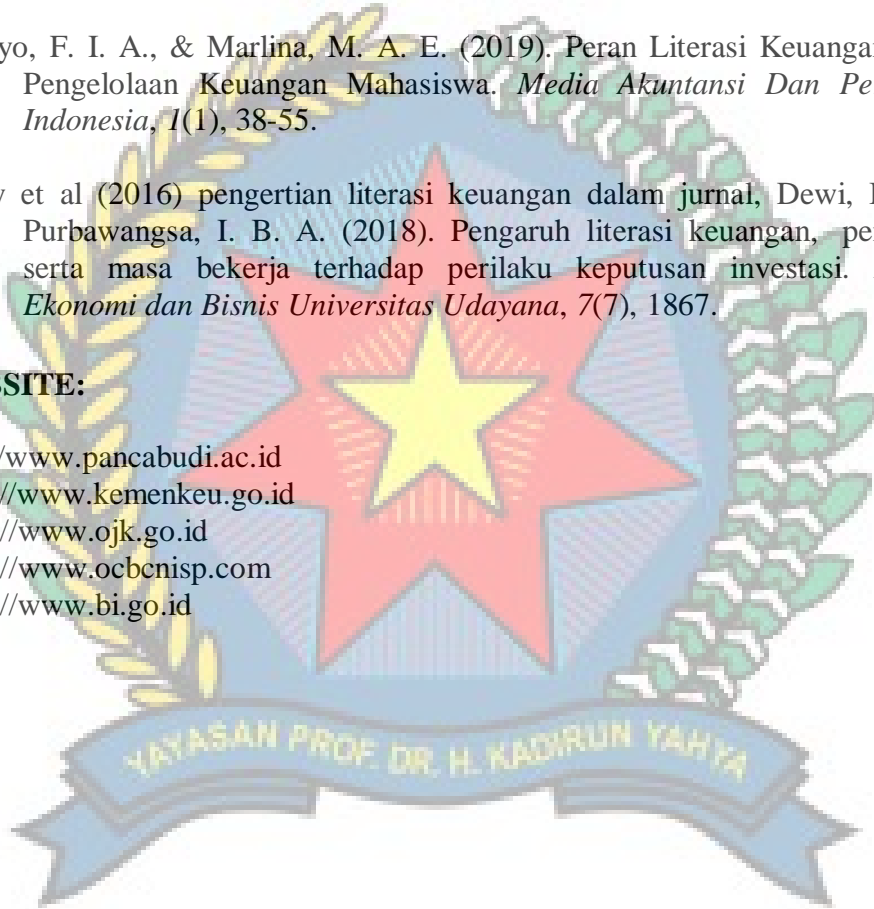 yo, F. I. A., & Marlina, M. A. E. (2019). Peran Literasi Keuangan
Pengelolaan Keuangan Mahasiswa. Media Akuntansi Dan Pe
Indonesia, 1(1), 38-55.
y et al (2016) pengertian literasi keuangan dalam jurnal, Dewi, I
Purbawangsa, I. B. A. (2018). Pengaruh literasi keuangan, per
serta masa bekerja terhadap perilaku keputusan investasi.
Ekonomi dan Bisnis Universitas Udayana, 7(7), 1867.
SSITE:
/www.pancabudi.ac.id
//www.kemenkeu.go.id
//www.ojk.go.id
//www.ocbcnisp.com
//www.bi.go.id
YAYASAN PROF. DR. H. KADIRUN YAHYA